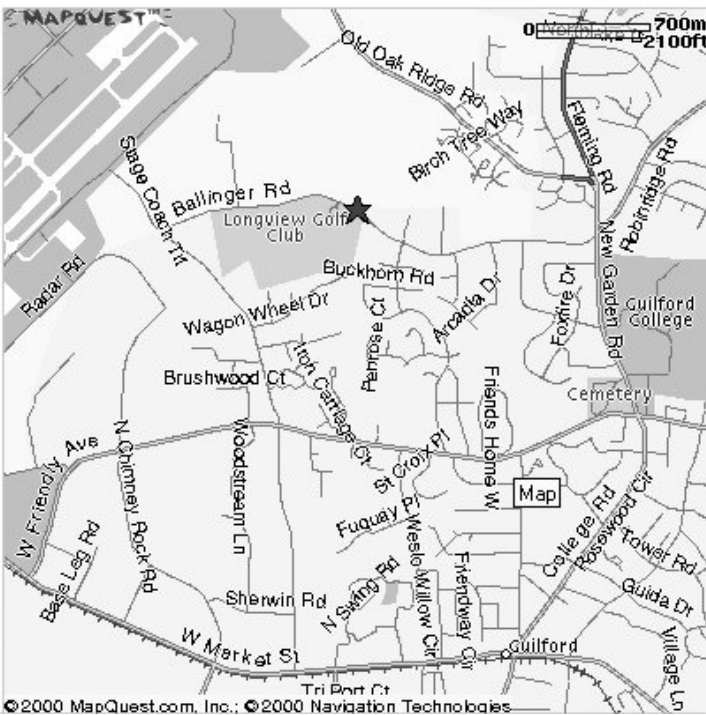 MAPQUEST™
0 700m
2100ft
Old Oak Ridge Rd
Fleming Rd
Birch Tree Way
Stage Coach Trl
Robinridge Rd
Ballinger Rd
Longview Golf
Club
New Garden Rd
Radar Rd
Buckhorn Rd
Arcadia Dr
Foxfire Dr
Guilford
College
Wagon Wheel Dr
Penrose Ct
Iron Carriage Ct
Brushwood Ct
Friends Home W
Cemetery
W Friendly Ave
N Chimney Rock Rd
Woodstream Ln
St Croix Pl
Map
College Rd
Rosewood Cir
Fuquay P
Weslo Willow Cir
Tower Rd
Base Leg Rd
N Swing Rd
Friendway Cir
Guida Dr
Sherwin Rd
W Market St
Guilford
Village Ln
Tri Port Ct
©2000 MapQuest.com, Inc.; ©2000 Navigation Technologies